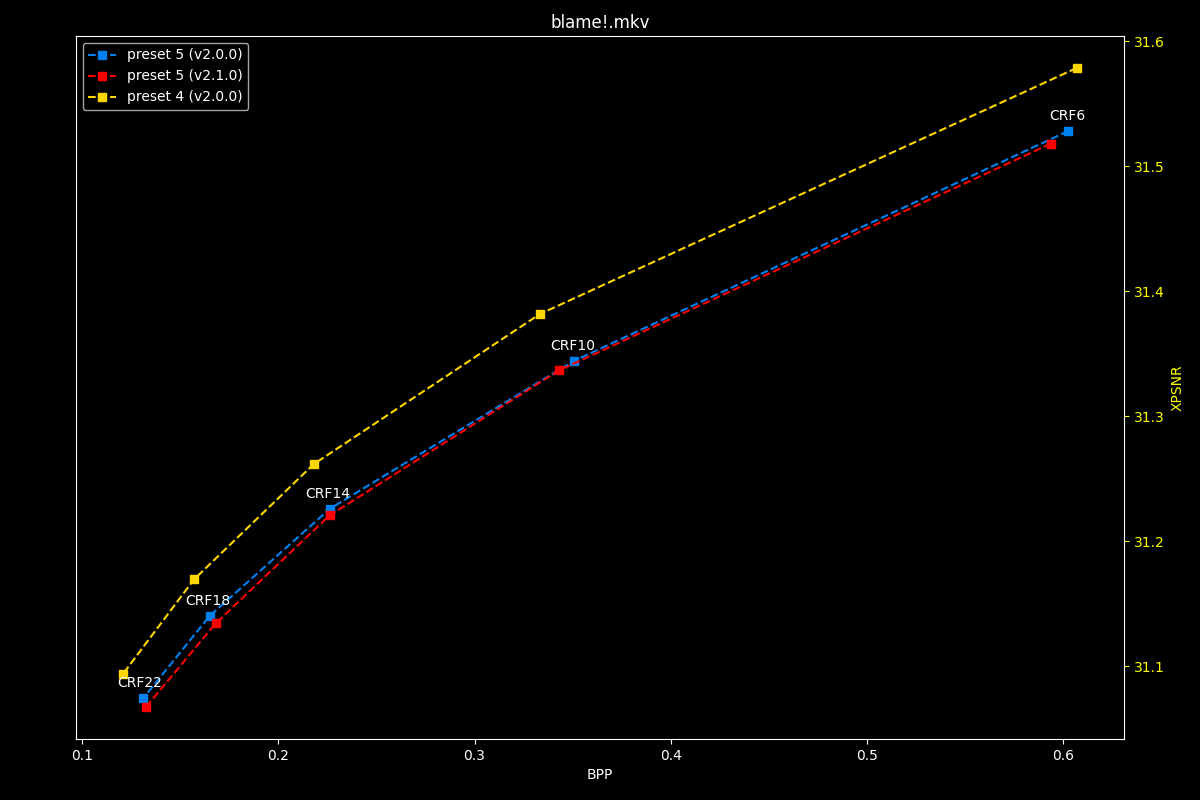 blame!.mkv
preset 5 (v2.0.0)
preset 5 (v2.1.0)
preset 4 (v2.0.0)
CRF6
CRF10
CRF14
CRF18
CRF22
31.6
31.5
31.4
31.3
31.2
31.1
XPSNR
0.1 0.2 0.3 0.4 0.5 0.6
BPP